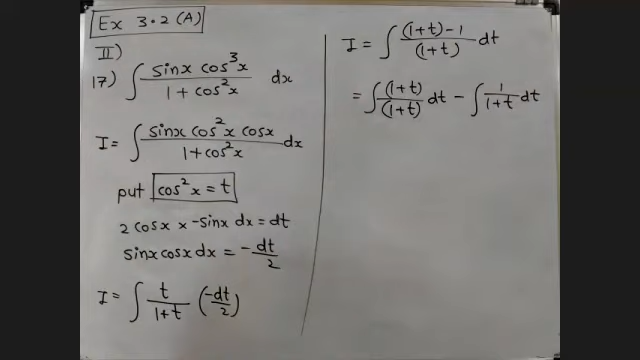 Ex 3.2 (A)
II)
17) ∫ sinx cos³x / 1 + cos²x dx
I = ∫ sinx cos²x cosx / 1 + cos²x dx
put cos²x = t
2 cosx × -sinx dx = dt
sinx cosx dx = -dt/2
I = ∫ t / 1+t (-dt/2)
I = ∫ (1+t) - 1 / (1+t) dt
= ∫ (1+t) / (1+t) dt - ∫ 1 / 1+t dt